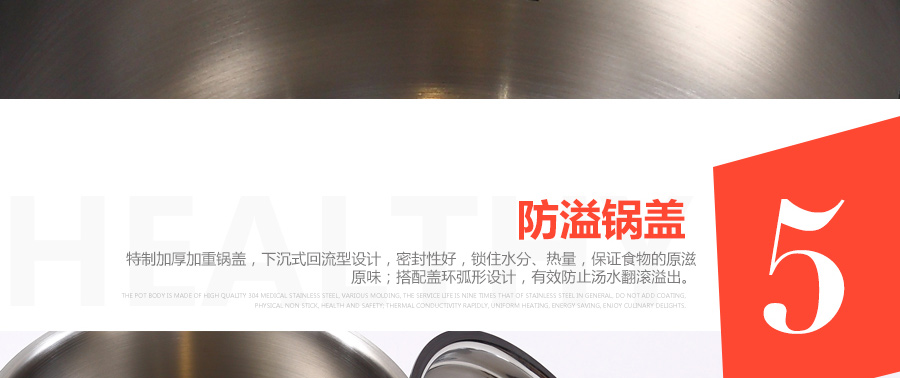 HEALTHY
防溢锅盖
5
特制加厚加重锅盖，下沉式回流型设计，密封性好，锁住水分、热量，保证食物的原滋
原味；搭配盖环弧形设计，有效防止汤水翻滚溢出。
THE POT BODY IS MADE OF HIGH QUALITY 304 MEDICAL STAINLESS STEEL, VARIOUS MOLDING, THE SERVICE LIFE IS NINE TIMES THAT OF STAINLESS STEEL IN GENERAL, DO NOT ADD COATING,
PHYSICAL NON STICK, HEALTH AND SAFETY; THERMAL CONDUCTIVITY RAPIDLY, UNIFORM HEATING, ENERGY SAVING, ENJOY CULINARY DELIGHTS.